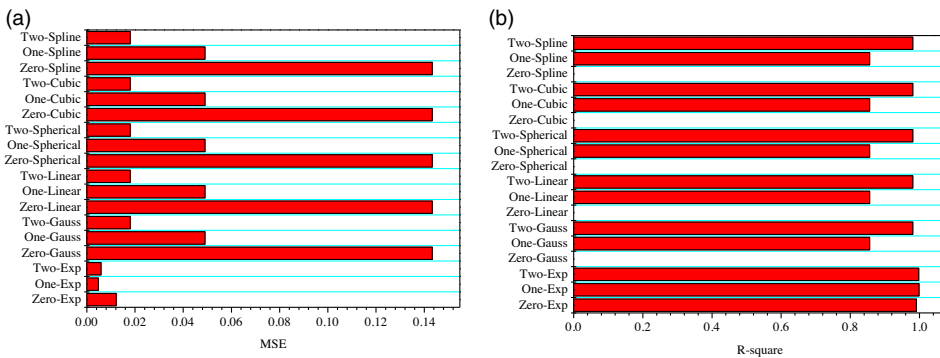 (a)
Two-Spline
One-Spline
Zero-Spline
Two-Cubic
One-Cubic
Zero-Cubic
Two-Spherical
One-Spherical
Zero-Spherical
Two-Linear
One-Linear
Zero-Linear
Two-Gauss
One-Gauss
Zero-Gauss
Two-Exp
One-Exp
Zero-Exp
0.00 0.02 0.04 0.06 0.08 0.10 0.12 0.14
MSE
(b)
Two-Spline
One-Spline
Zero-Spline
Two-Cubic
One-Cubic
Zero-Cubic
Two-Spherical
One-Spherical
Zero-Spherical
Two-Linear
One-Linear
Zero-Linear
Two-Gauss
One-Gauss
Zero-Gauss
Two-Exp
One-Exp
Zero-Exp
0.0 0.2 0.4 0.6 0.8 1.0
R-square